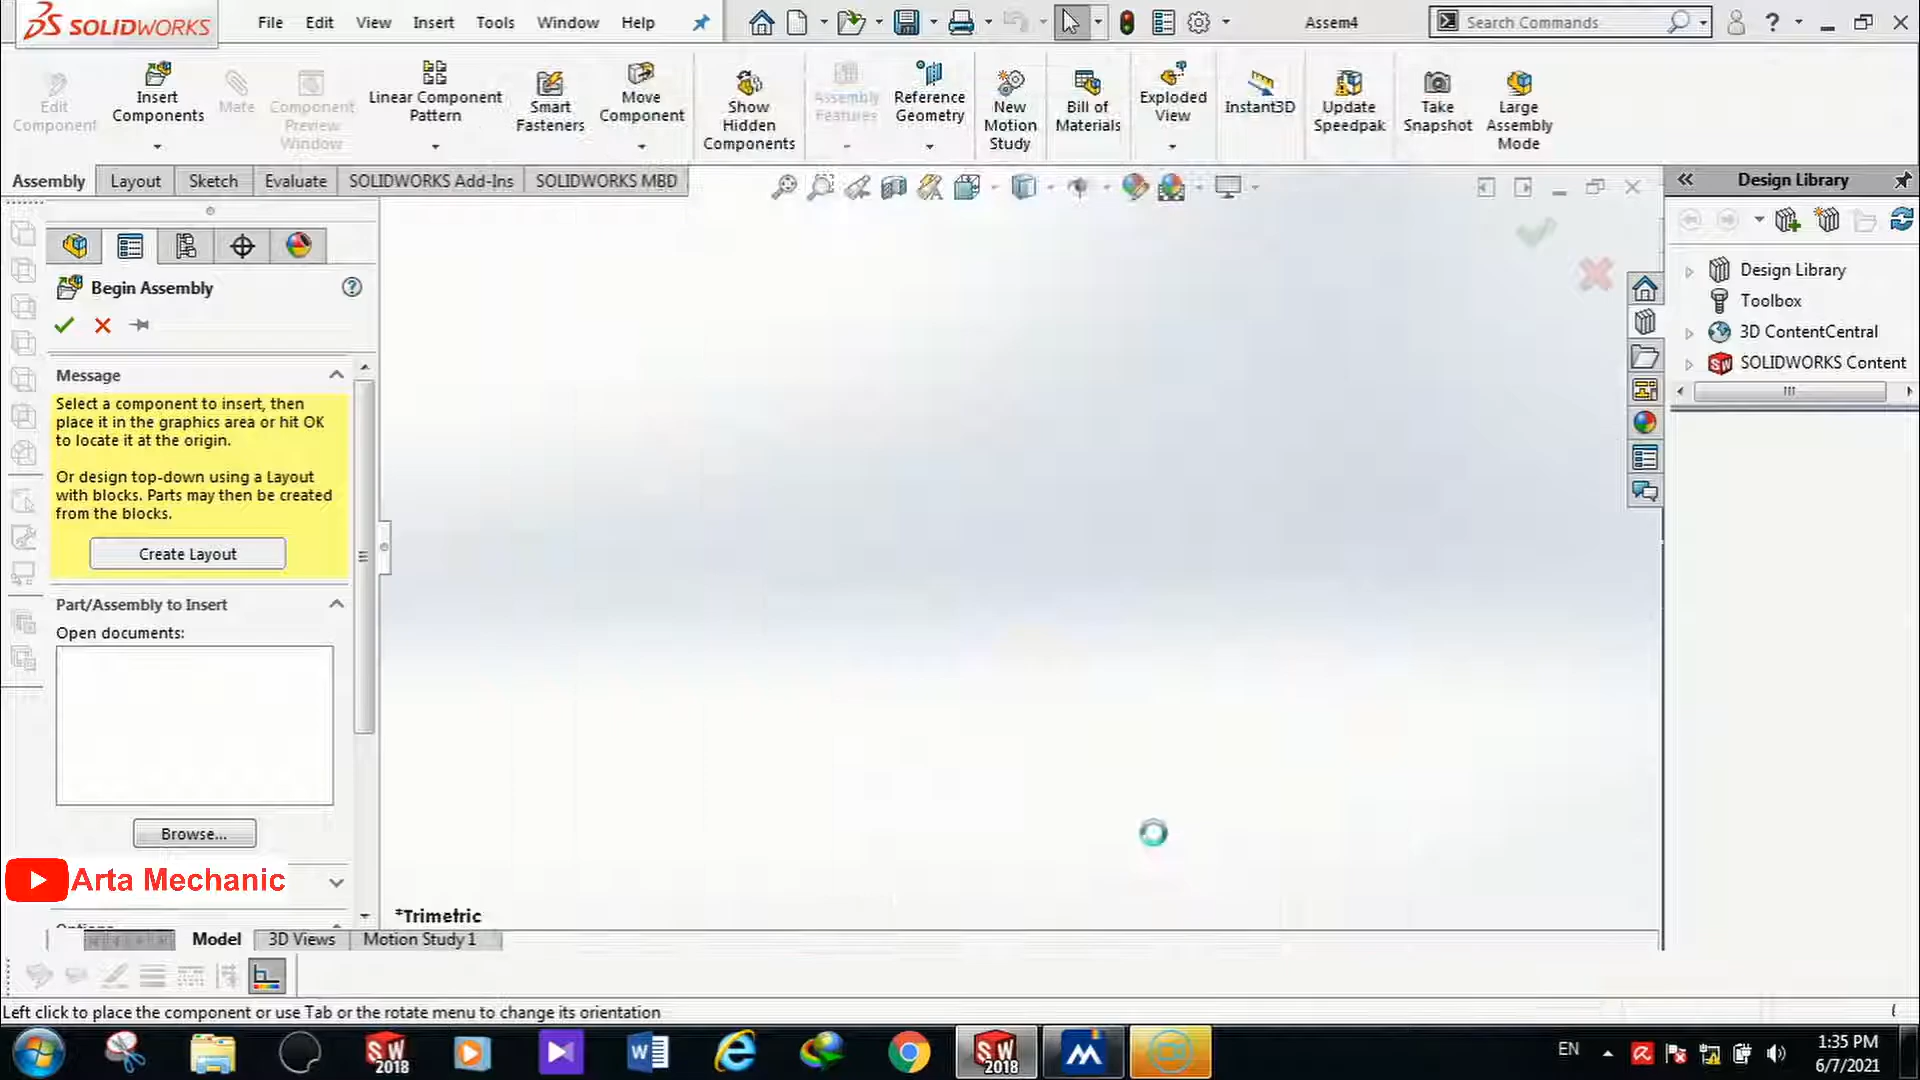 SOLIDWORKS
File Edit View Insert Tools Window Help
Assem4
Search Commands
Edit Component
Insert Components
Mate
Component Preview Window
Linear Component Pattern
Smart Fasteners
Move Component
Show Hidden Components
Assembly Features
Reference Geometry
New Motion Study
Bill of Materials
Exploded View
Instant3D
Update Speedpak
Take Snapshot
Large Assembly Mode
Assembly Layout Sketch Evaluate SOLIDWORKS Add-Ins SOLIDWORKS MBD
Design Library
Begin Assembly
Message
Select a component to insert, then
place it in the graphics area or hit OK
to locate it at the origin.
Or design top-down using a Layout
with blocks. Parts may then be created
from the blocks.
Create Layout
Part/Assembly to Insert
Open documents:
Browse...
Arta Mechanic
Design Library
Toolbox
3D ContentCentral
SOLIDWORKS Content
*Trimetric
Model 3D Views Motion Study 1
Left click to place the component or use Tab or the rotate menu to change its orientation
SW 2018
SW 2018
EN
1:35 PM
6/7/2021